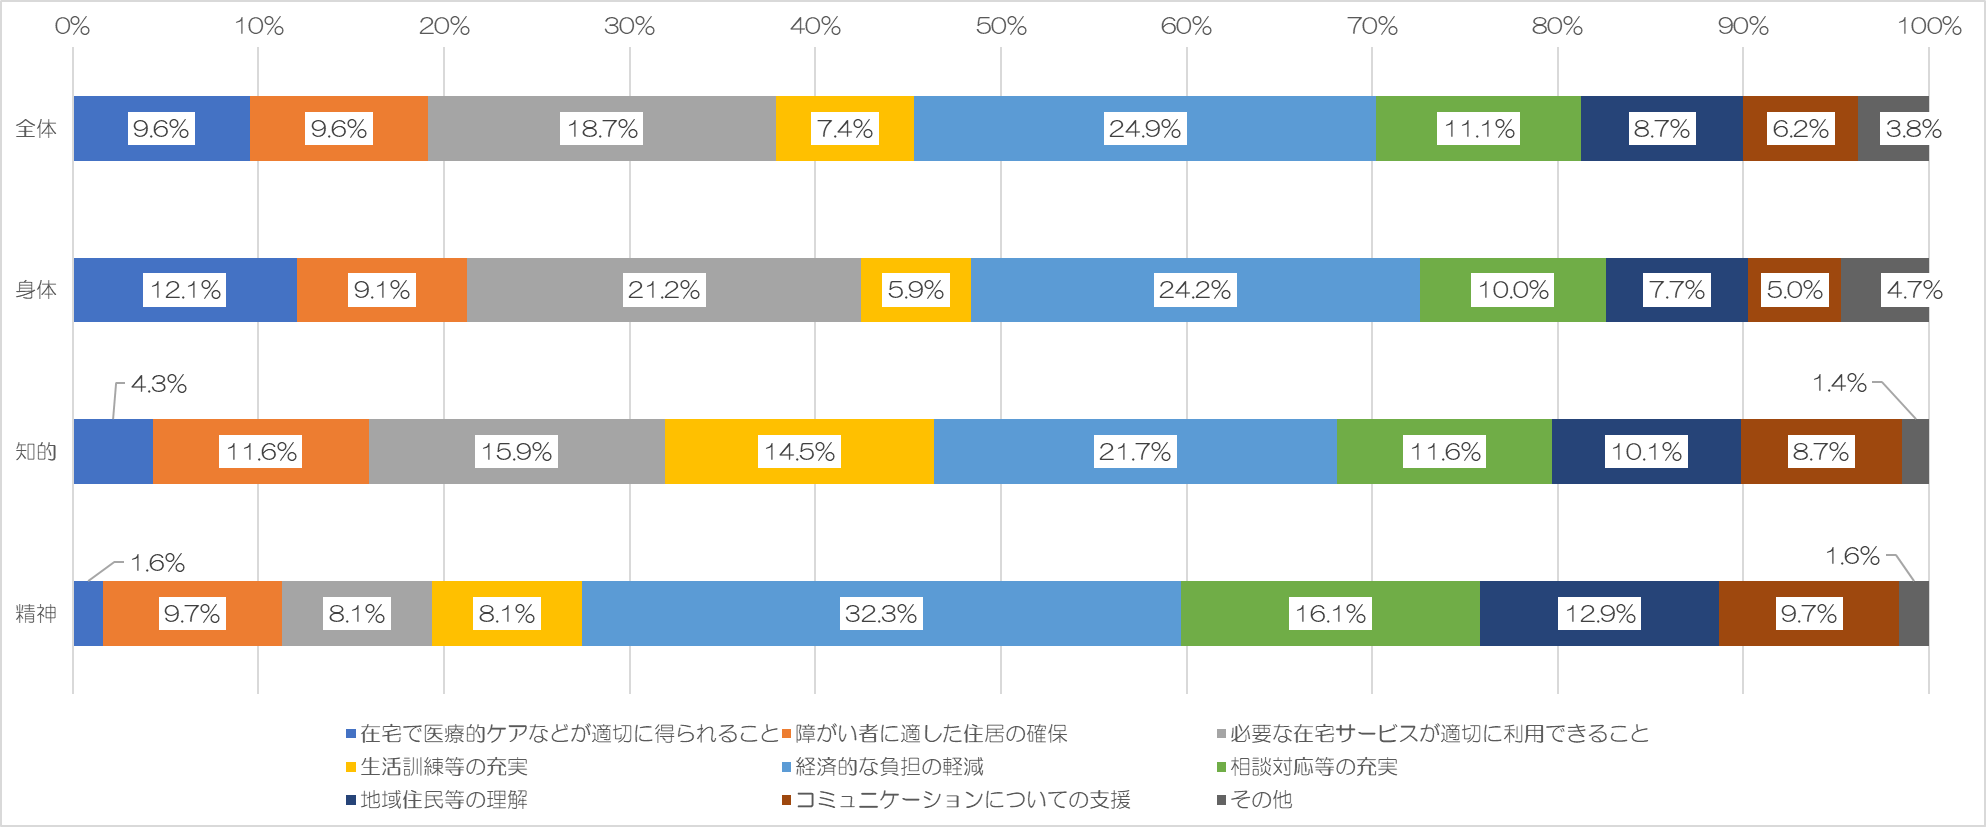 0% 10% 20% 30% 40% 50% 60% 70% 80% 90% 100%
全体 9.6% 9.6% 18.7% 7.4% 24.9% 11.1% 8.7% 6.2% 3.8%
身体 12.1% 9.1% 21.2% 5.9% 24.2% 10.0% 7.7% 5.0% 4.7%
4.3% 1.4%
知的 11.6% 15.9% 14.5% 21.7% 11.6% 10.1% 8.7%
1.6% 1.6%
精神 9.7% 8.1% 8.1% 32.3% 16.1% 12.9% 9.7%
在宅で医療的ケアなどが適切に得られること 障がい者に適した住居の確保 必要な在宅サービスが適切に利用できること
生活訓練等の充実 経済的な負担の軽減 相談対応等の充実
地域住民等の理解 コミュニケーションについての支援 その他